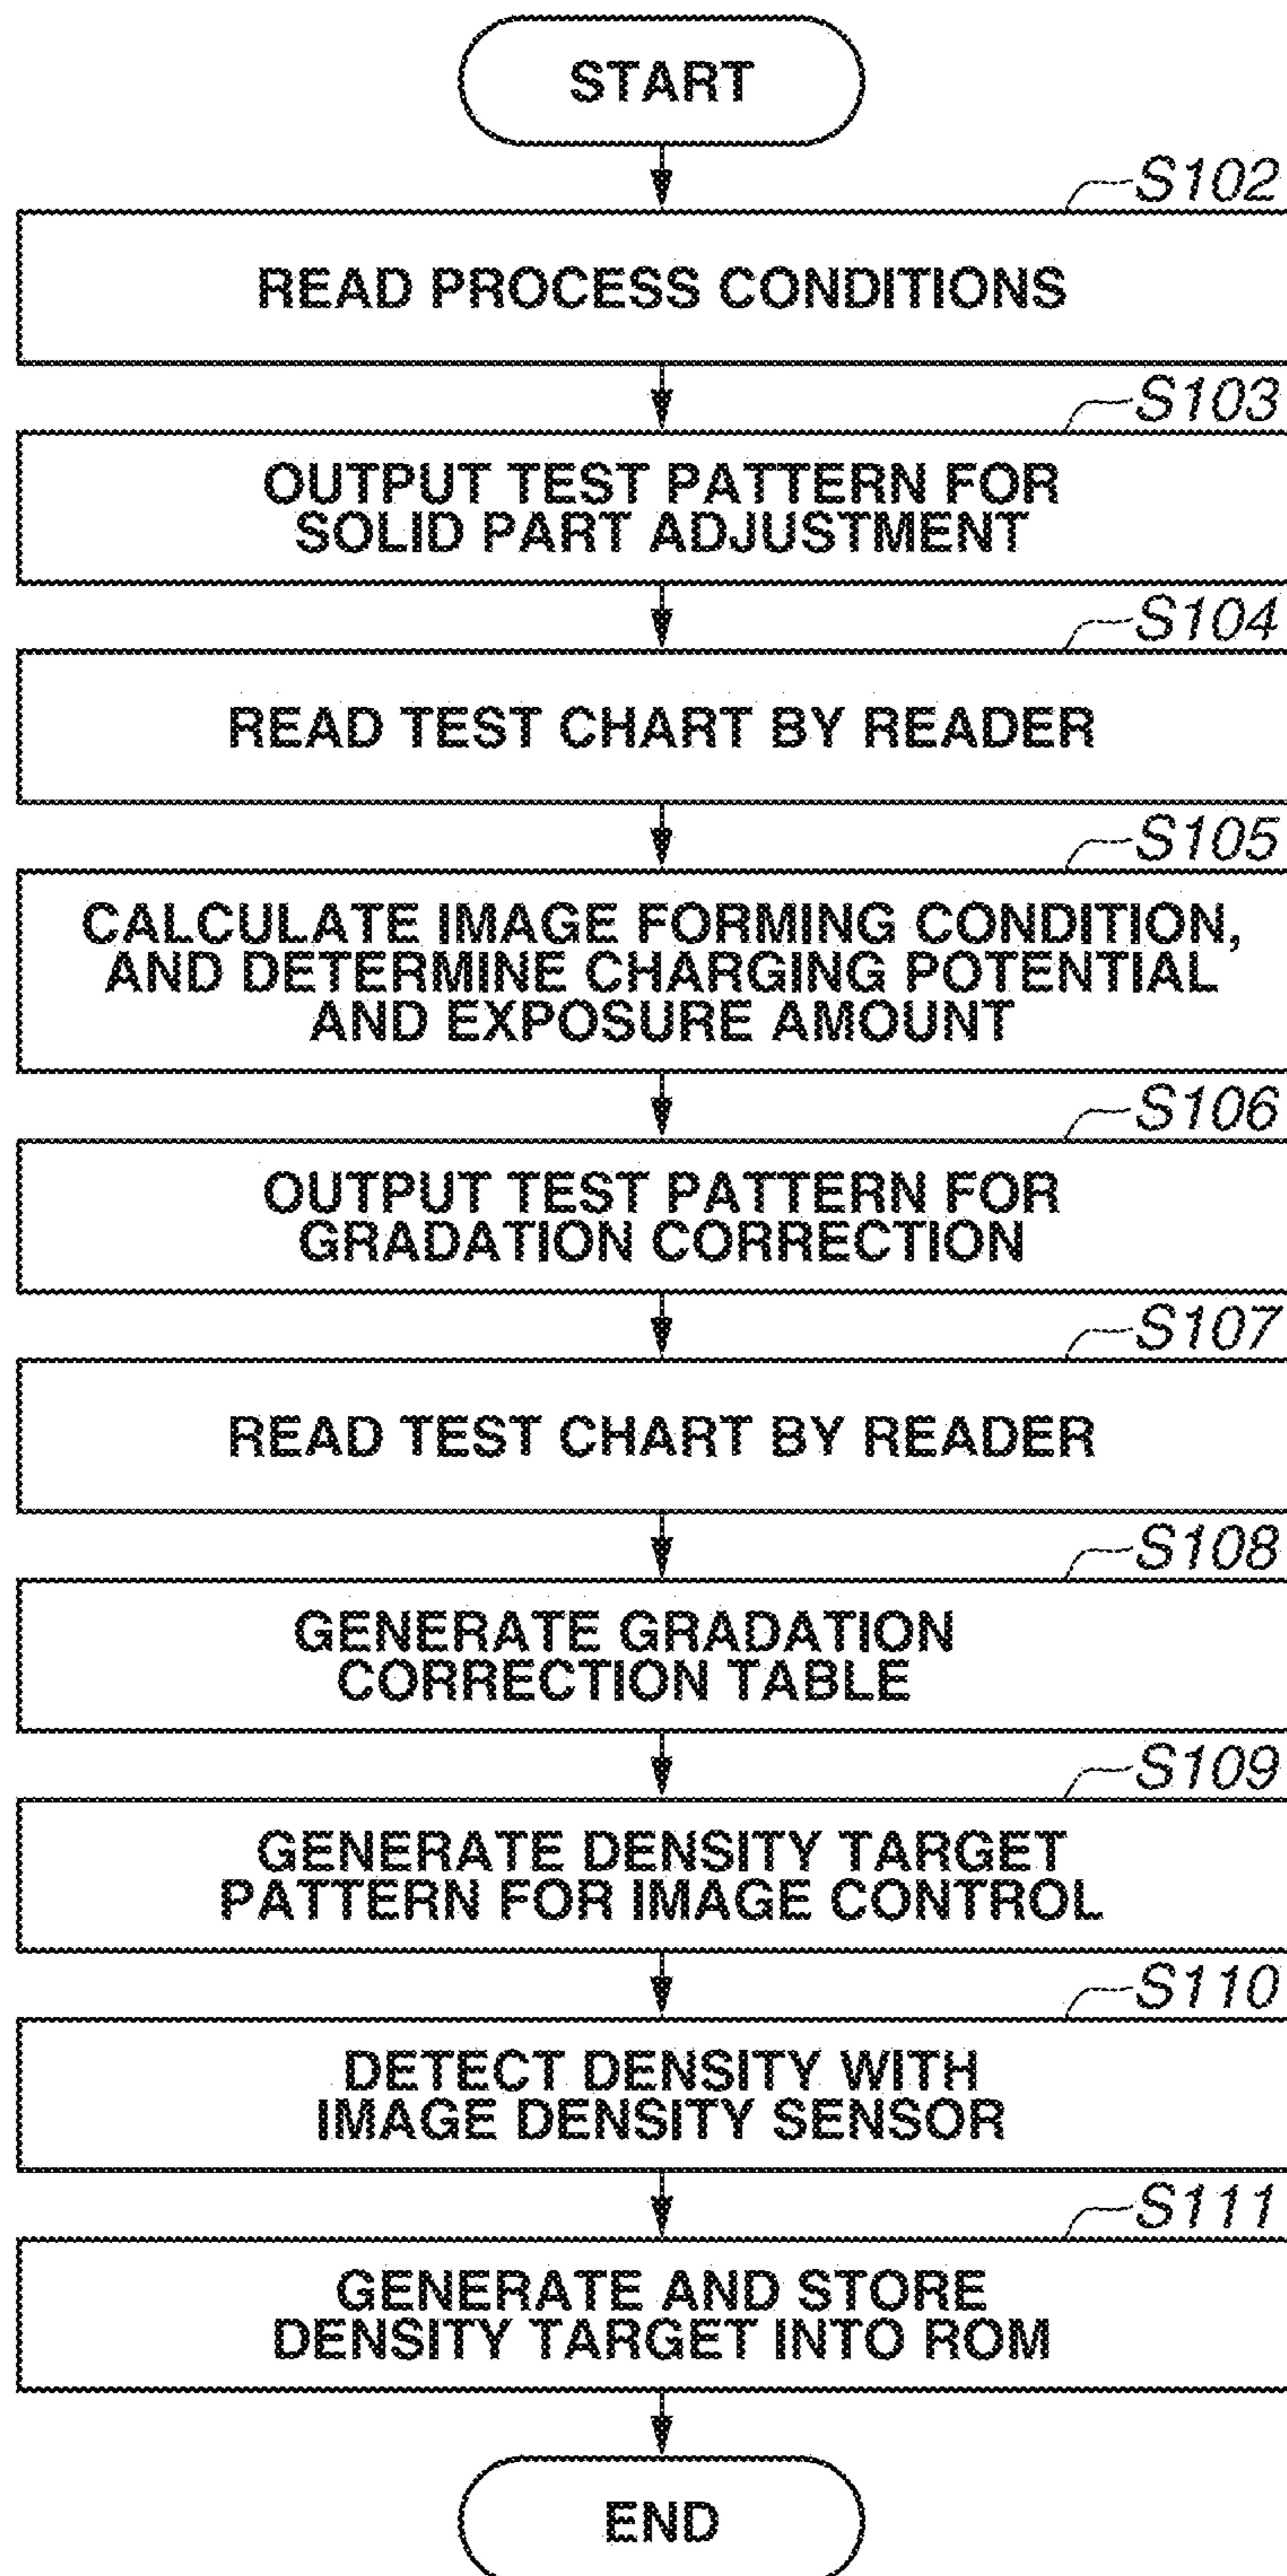 START
S102
READ PROCESS CONDITIONS
S103
OUTPUT TEST PATTERN FOR
SOLID PART ADJUSTMENT
S104
READ TEST CHART BY READER
S105
CALCULATE IMAGE FORMING CONDITION,
AND DETERMINE CHARGING POTENTIAL
AND EXPOSURE AMOUNT
S106
OUTPUT TEST PATTERN FOR
GRADATION CORRECTION
S107
READ TEST CHART BY READER
S108
GENERATE GRADATION
CORRECTION TABLE
S109
GENERATE DENSITY TARGET
PATTERN FOR IMAGE CONTROL
S110
DETECT DENSITY WITH
IMAGE DENSITY SENSOR
S111
GENERATE AND STORE
DENSITY TARGET INTO ROM
END